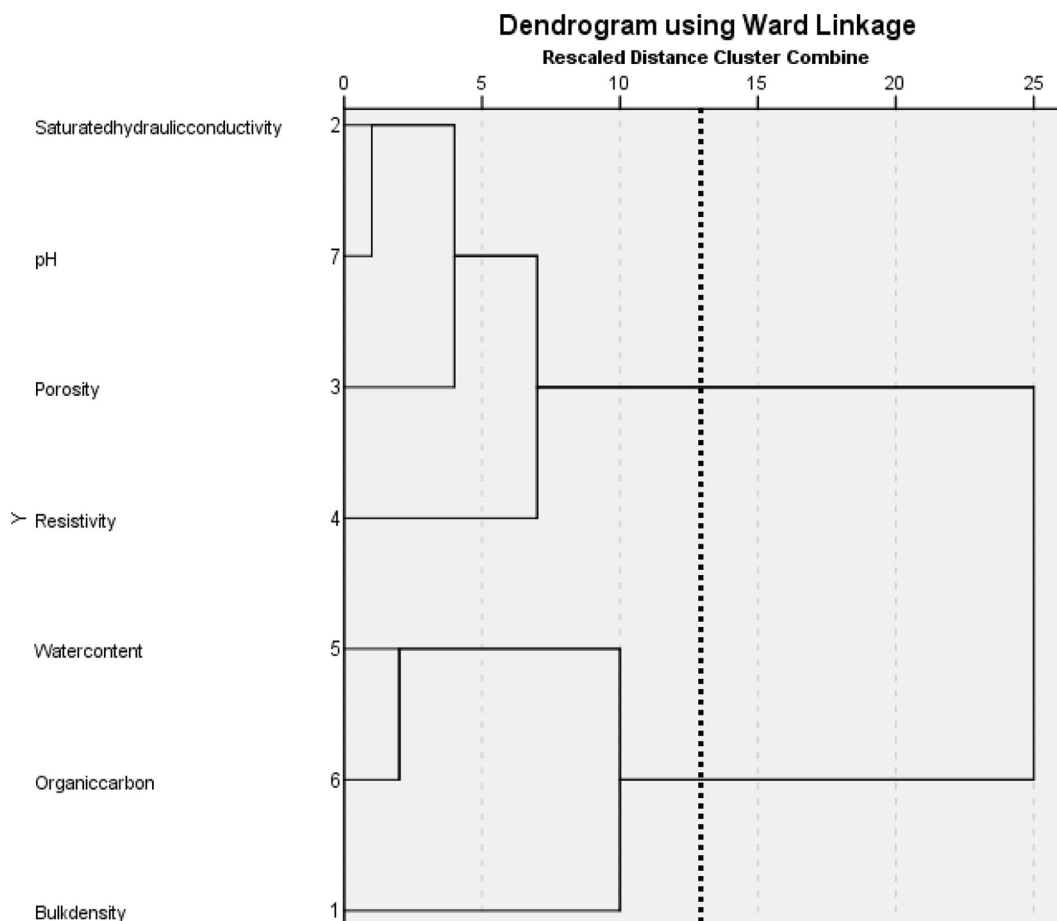 Dendrogram using Ward Linkage
Rescaled Distance Cluster Combine
0 5 10 15 20 25
Saturatedhydraulicconductivity 2
pH 7
Porosity 3
Y Resistivity 4
Watercontent 5
Organiccarbon 6
Bulkdensity 1